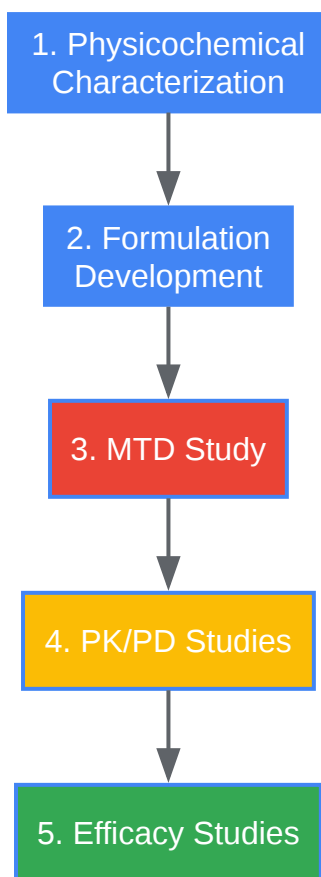 1. Physicochemical
Characterization
2. Formulation
Development
3. MTD Study
4. PK/PD Studies
5. Efficacy Studies